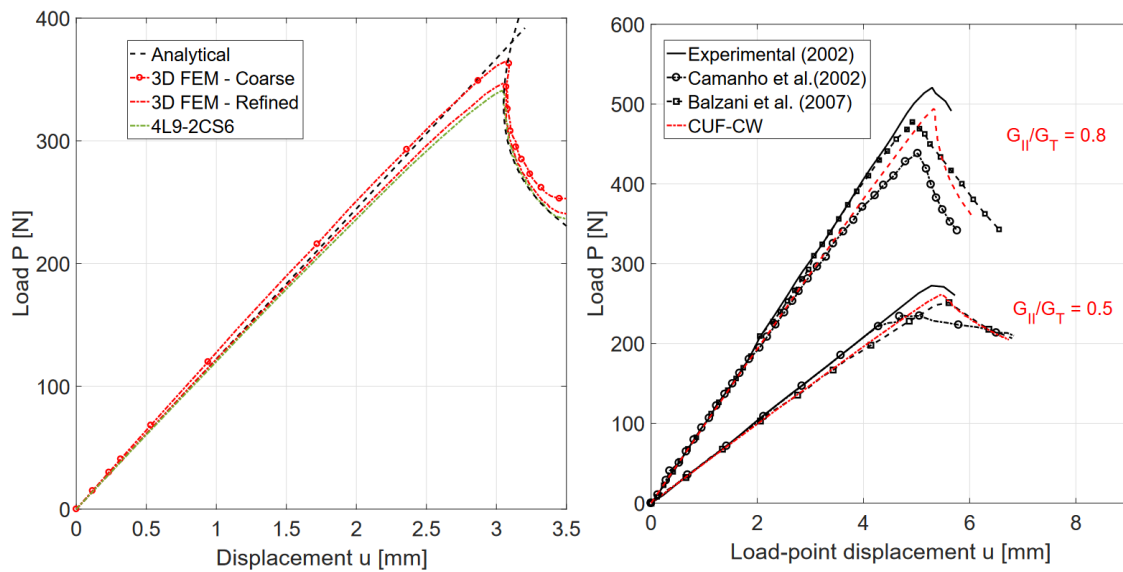 400
300
200
100
0
Load P [N]
Analytical
3D FEM - Coarse
3D FEM - Refined
4L9-2CS6
0
0.5
1
1.5
2
2.5
3
3.5
Displacement u [mm]
600
500
400
300
200
100
0
Load P [N]
Experimental (2002)
Camanho et al.(2002)
Balzani et al. (2007)
CUF-CW
G_II/G_T = 0.8
G_II/G_T = 0.5
0
2
4
6
8
Load-point displacement u [mm]